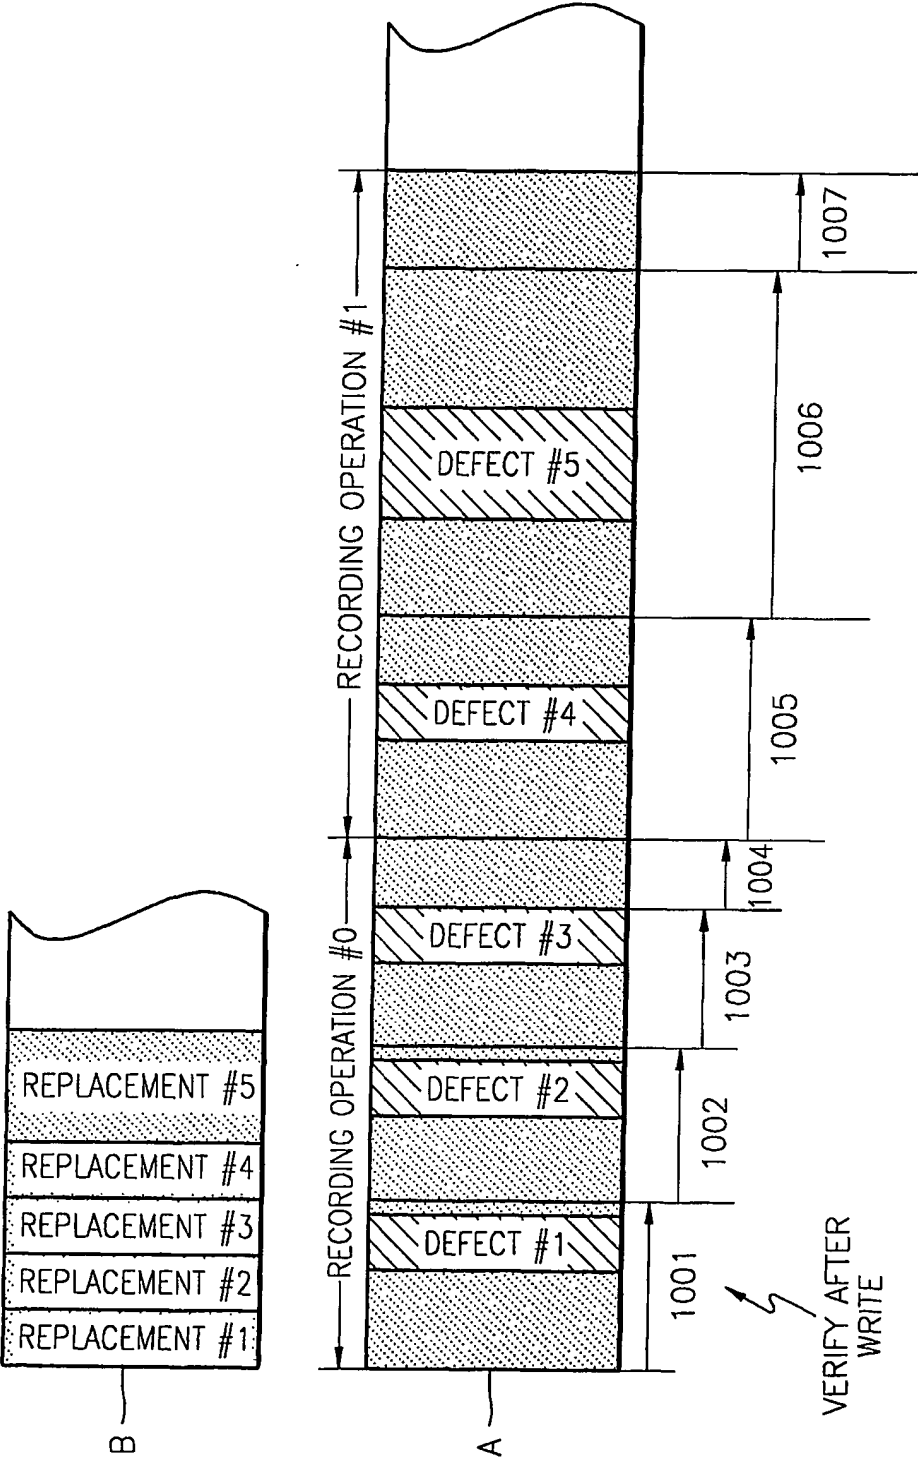 B
REPLACEMENT #1
REPLACEMENT #2
REPLACEMENT #3
REPLACEMENT #4
REPLACEMENT #5
RECORDING OPERATION #0
RECORDING OPERATION #1
A
DEFECT #1
DEFECT #2
DEFECT #3
DEFECT #4
DEFECT #5
1001
1002
1003
1004
1005
1006
1007
VERIFY AFTER
WRITE